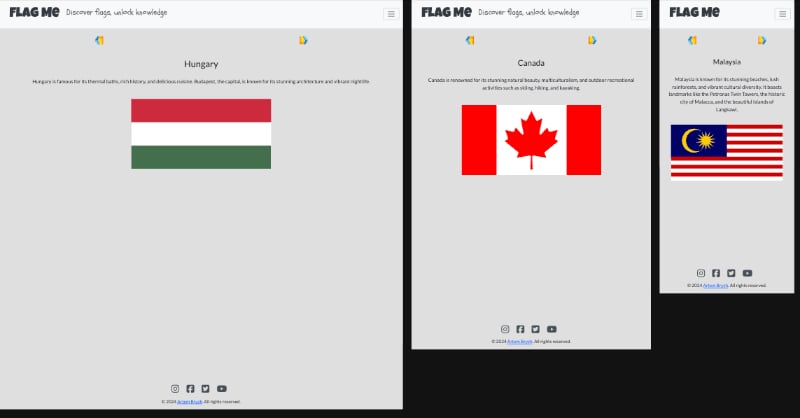 FLAG Me Discover flags, unlock knowledge
Hungary
Hungary is famous for its thermal baths, rich history, and delicious cuisine. Budapest, the capital, is known for its stunning architecture and vibrant nightlife.
© 2024 Artem Bryzh. All rights reserved.
FLAG Me Discover flags, unlock knowledge
Canada
Canada is renowned for its stunning natural beauty, multiculturalism, and outdoor recreational
activities such as skiing, hiking, and kayaking.
© 2024 Artem Bryzh. All rights reserved.
FLAG Me
Malaysia
Malaysia is known for its stunning beaches, lush
rainforests, and vibrant cultural diversity. It boasts
landmarks like the Petronas Twin Towers, the historic
city of Malacca, and the beautiful islands of
Langkawi.
© 2024 Artem Bryzh. All rights reserved.